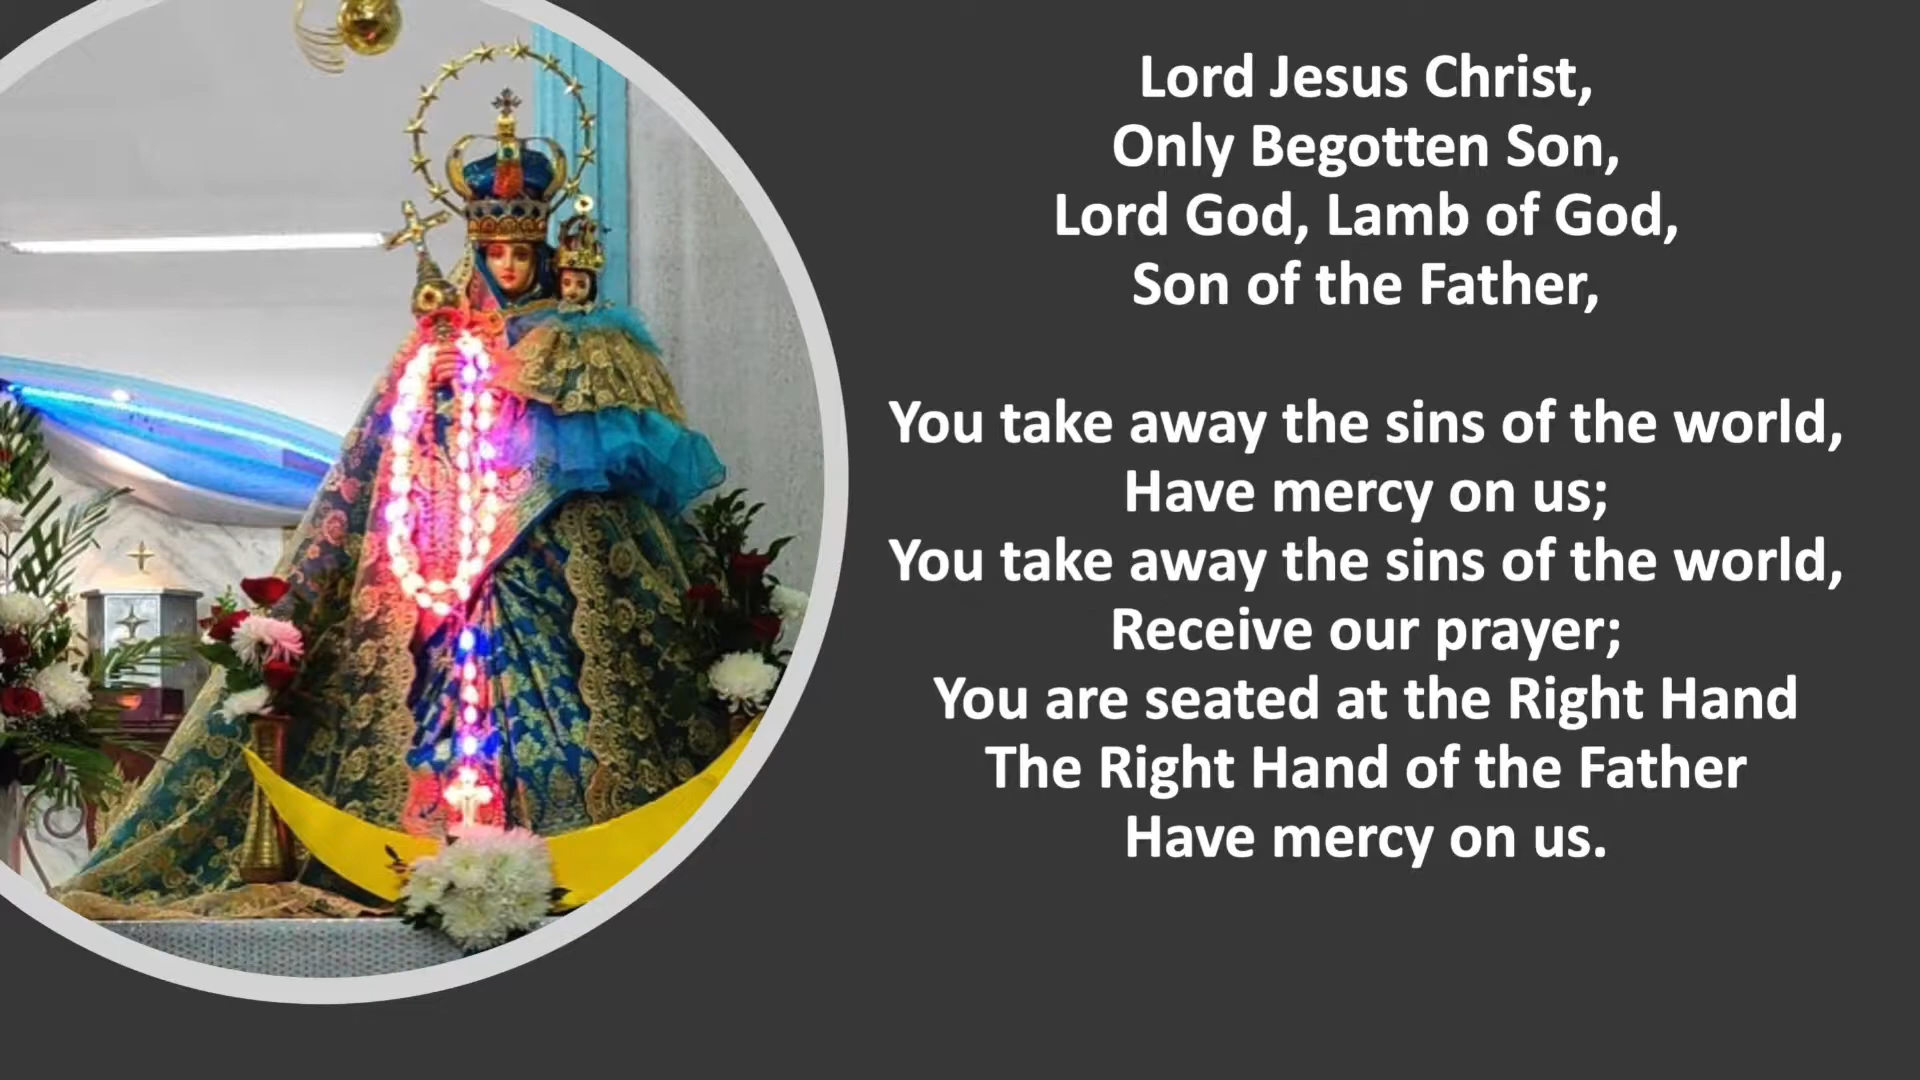 Lord Jesus Christ,
Only Begotten Son,
Lord God, Lamb of God,
Son of the Father,
You take away the sins of the world,
Have mercy on us;
You take away the sins of the world,
Receive our prayer;
You are seated at the Right Hand
The Right Hand of the Father
Have mercy on us.